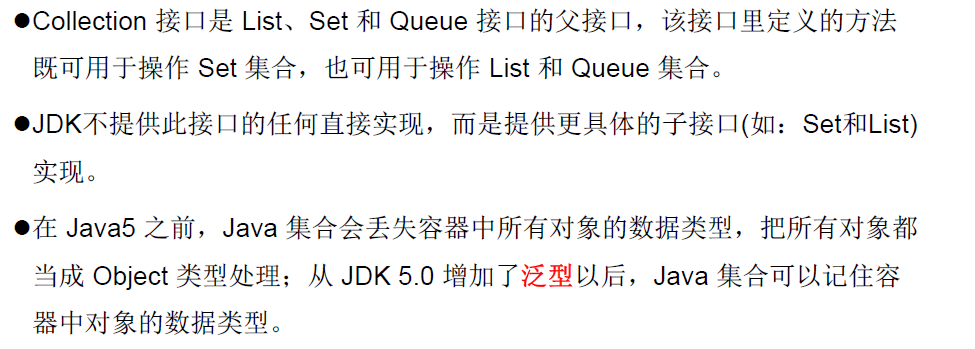 ●Collection 接口是 List、Set 和 Queue 接口的父接口，该接口里定义的方法
既可用于操作 Set 集合，也可用于操作 List 和 Queue 集合。
●JDK不提供此接口的任何直接实现，而是提供更具体的子接口(如：Set和List)
实现。
●在 Java5 之前，Java 集合会丢失容器中所有对象的数据类型，把所有对象都
当成 Object 类型处理；从 JDK 5.0 增加了泛型以后，Java 集合可以记住容
器中对象的数据类型。